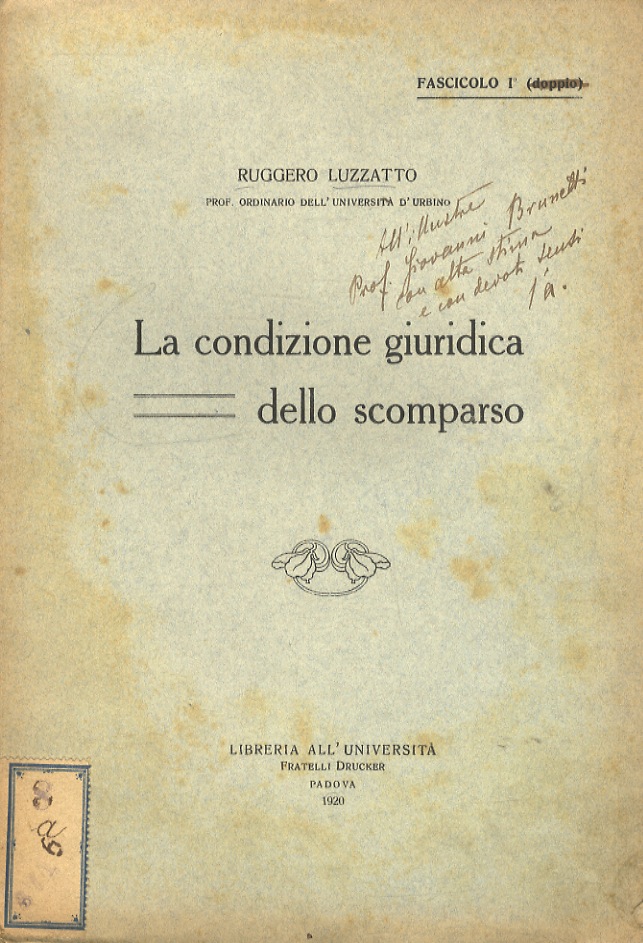 FASCICOLO I° (doppio)
RUGGERO LUZZATTO
PROF. ORDINARIO DELL'UNIVERSITÀ D'URBINO
All'illustre
Prof. Giovanni Brunetti
con alta stima
e con devoti sensi
l'a.
La condizione giuridica
dello scomparso
LIBRERIA ALL'UNIVERSITÀ
FRATELLI DRUCKER
PADOVA
1920
8
a